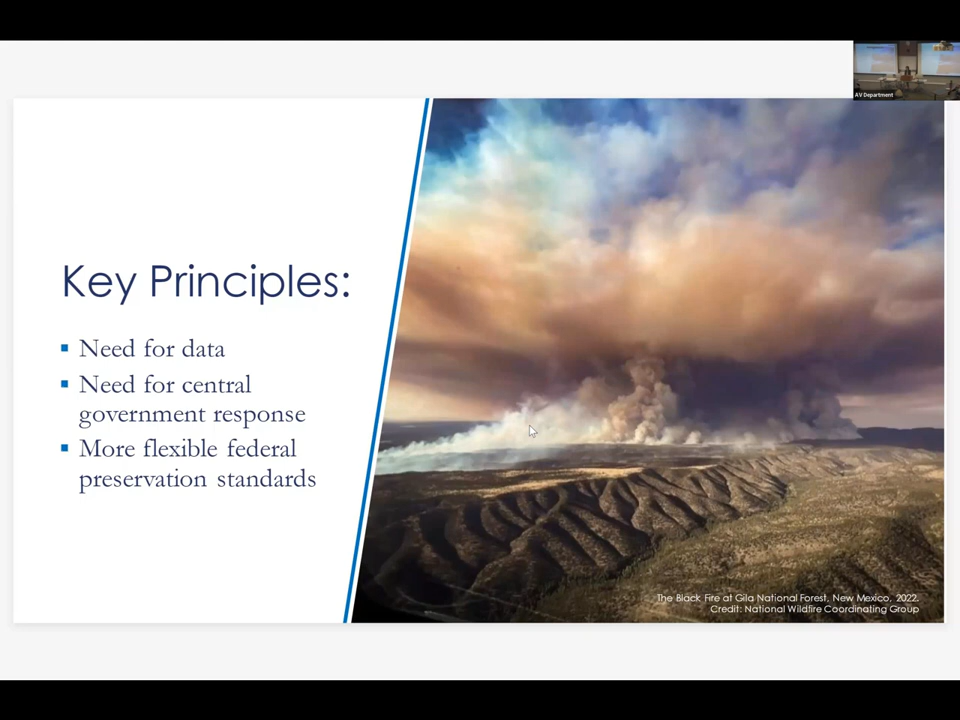 AV Department
Key Principles:
Need for data
Need for central
government response
More flexible federal
preservation standards
The Black Fire at Gila National Forest, New Mexico, 2022.
Credit: National Wildfire Coordinating Group